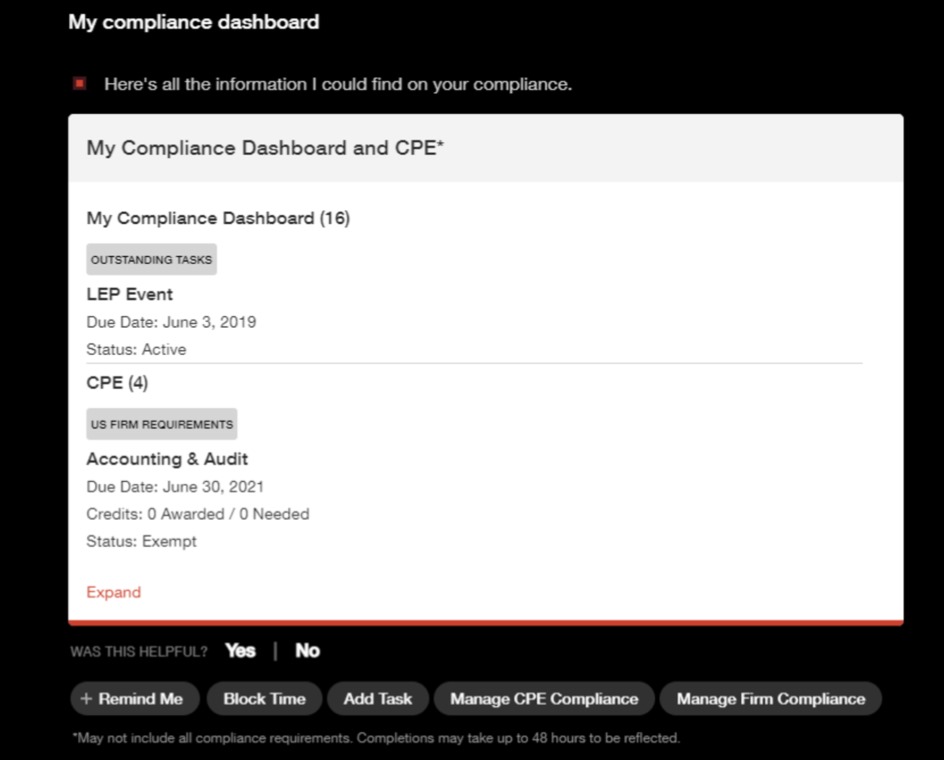 My compliance dashboard
Here's all the information I could find on your compliance.
My Compliance Dashboard and CPE*
My Compliance Dashboard (16)
OUTSTANDING TASKS
LEP Event
Due Date: June 3, 2019
Status: Active
CPE (4)
US FIRM REQUIREMENTS
Accounting & Audit
Due Date: June 30, 2021
Credits: 0 Awarded / 0 Needed
Status: Exempt
Expand
WAS THIS HELPFUL? Yes | No
+ Remind Me Block Time Add Task Manage CPE Compliance Manage Firm Compliance
*May not include all compliance requirements. Completions may take up to 48 hours to be reflected.